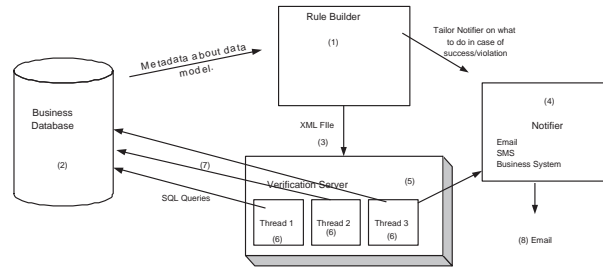 Rule Builder
(1)
Tailor Notifier on what
to do in case of
success/violation
Metadata about data
model.
Business
Database
(2)
XML FIle
(3)
(4)
Notifier
Email
SMS
Business System
(7)
Verification Server
(5)
SQL Queries
Thread 1
(6)
Thread 2
(6)
Thread 3
(6)
(8) Email